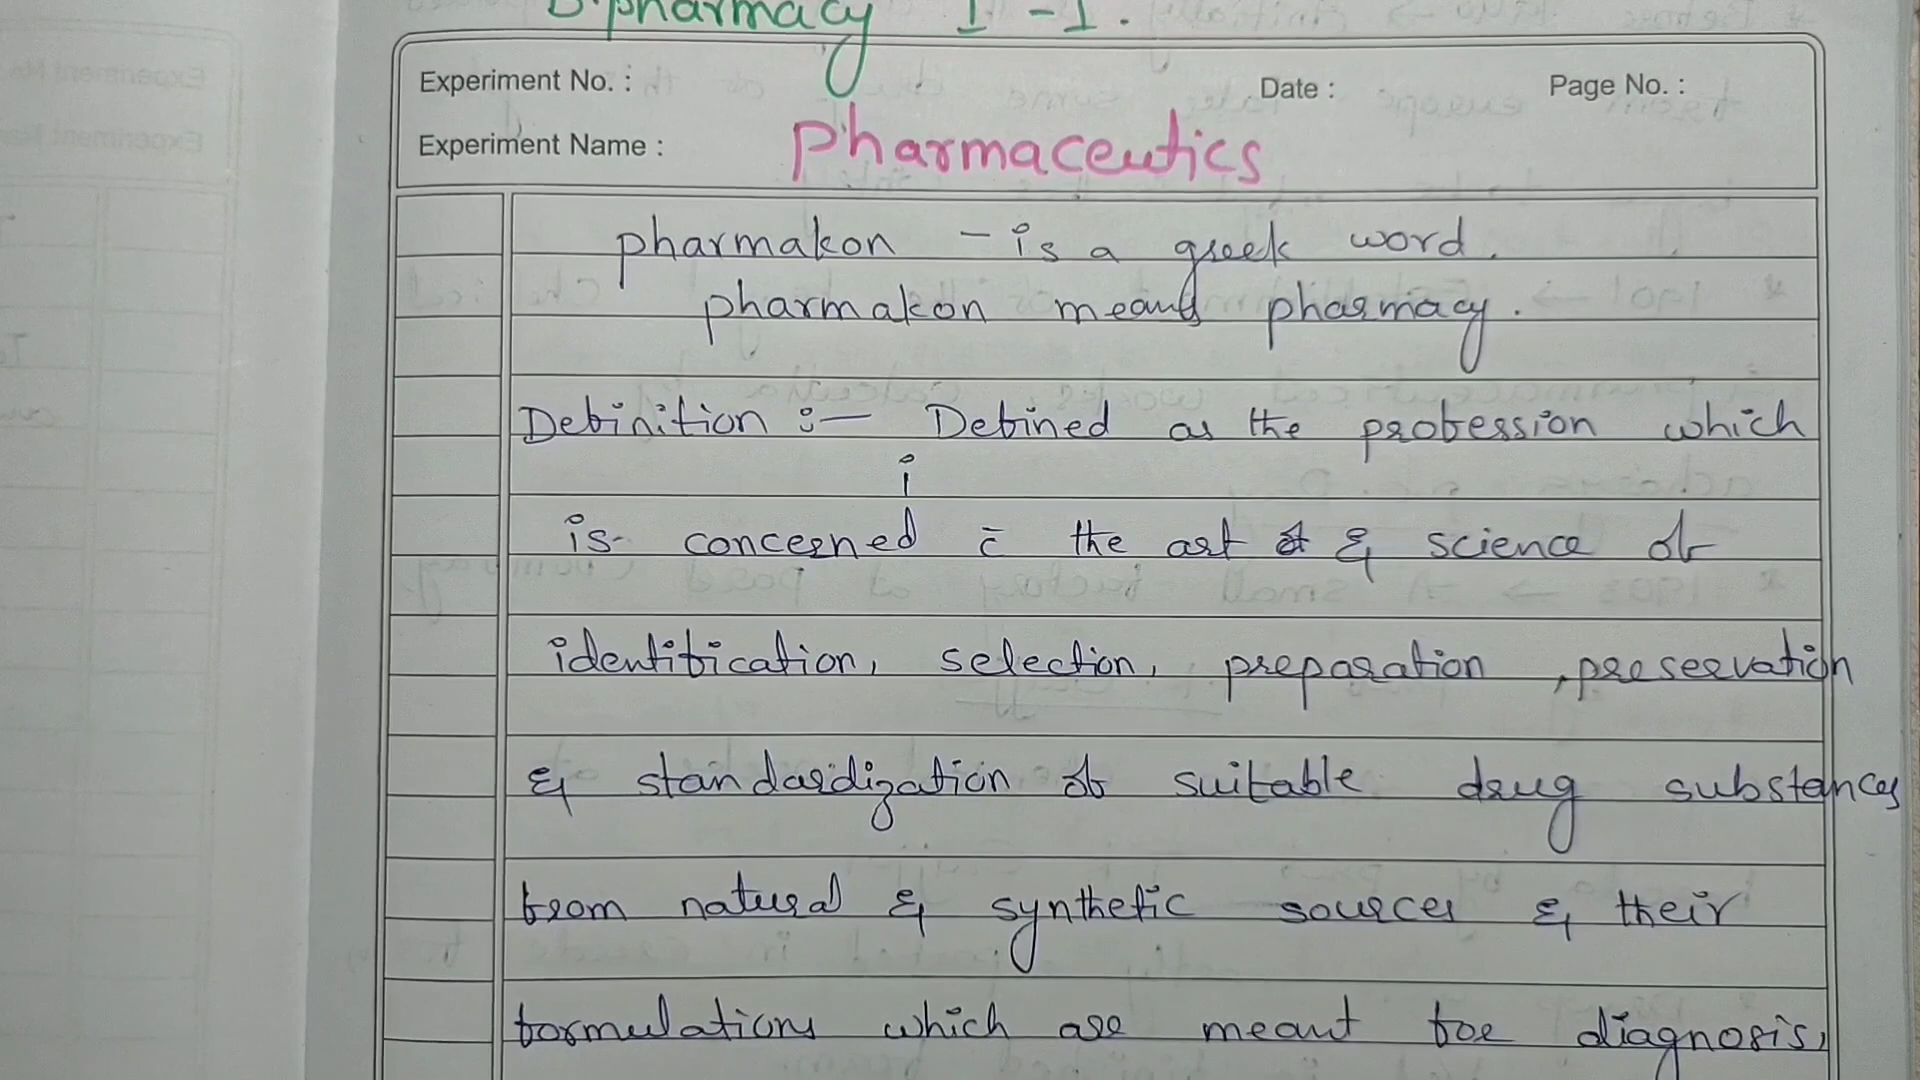 B.pharmacy I - I.
Experiment No. :
Date :
Page No. :
Experiment Name :
Pharmaceutics
pharmakon - is a greek word.
pharmakon means pharmacy.
Definition :- Defined as the profession which
is concerned c̄ the art & science of
identification, selection, preparation, preservation
& standardization of suitable drug substances
from natural & synthetic sources & their
formulations which are meant for diagnosis,